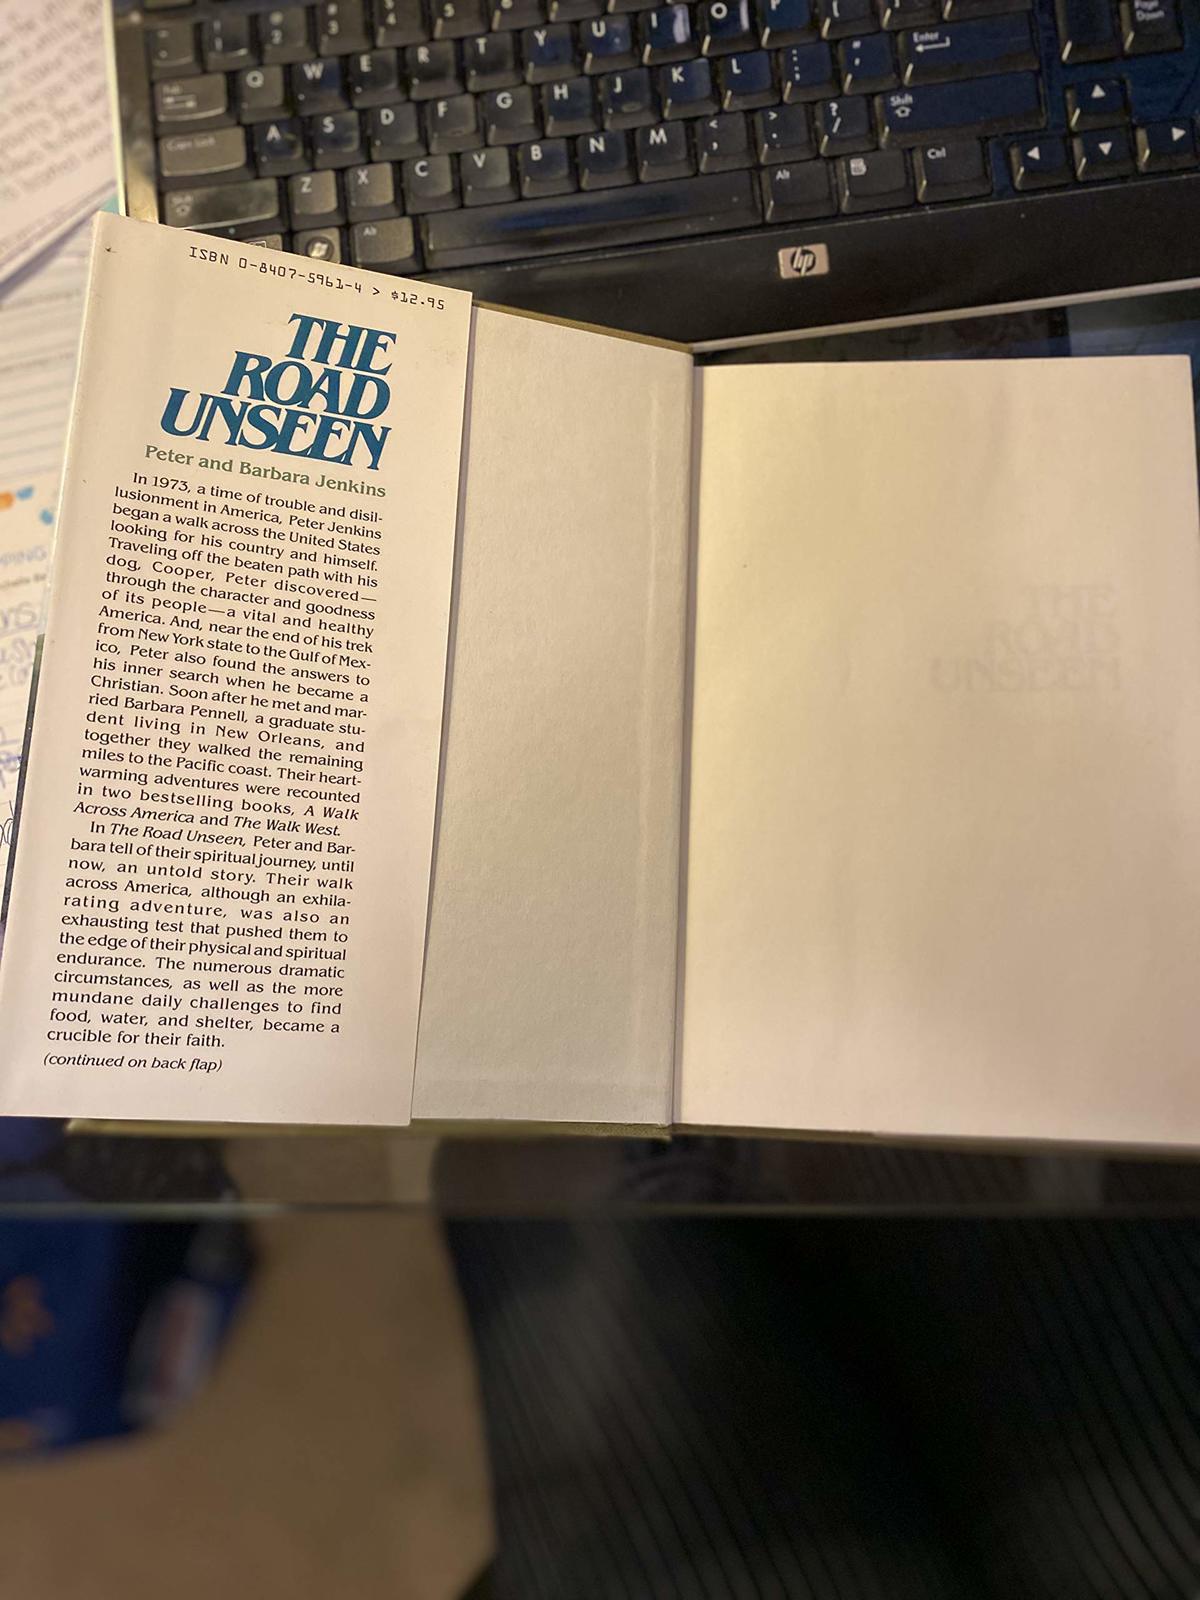 Page
Down
U
I
O
P
Enter
Q
W
E
R
T
Y
J
K
L
Caps Lock
A
S
D
F
G
H
Shift
Z
X
C
V
B
N
M
<
,
>
.
?
/
Alt
Ctrl
Alt
hp
ISBN 0-8407-5961-4 > $12.95
THE
ROAD
UNSEEN
Peter and Barbara Jenkins
In 1973, a time of trouble and disil-
lusionment in America, Peter Jenkins
began a walk across the United States
looking for his country and himself.
Traveling off the beaten path with his
dog, Cooper, Peter discovered—
through the character and goodness
of its people—a vital and healthy
America. And, near the end of his trek
from New York state to the Gulf of Mex-
ico, Peter also found the answers to
his inner search when he became a
Christian. Soon after he met and mar-
ried Barbara Pennell, a graduate stu-
dent living in New Orleans, and
together they walked the remaining
miles to the Pacific coast. Their heart-
warming adventures were recounted
in two bestselling books, A Walk
Across America and The Walk West.
In The Road Unseen, Peter and Bar-
bara tell of their spiritual journey, until
now, an untold story. Their walk
across America, although an exhila-
rating adventure, was also an
exhausting test that pushed them to
the edge of their physical and spiritual
endurance. The numerous dramatic
circumstances, as well as the more
mundane daily challenges to find
food, water, and shelter, became a
crucible for their faith.
(continued on back flap)
THE
ROAD
UNSEEN